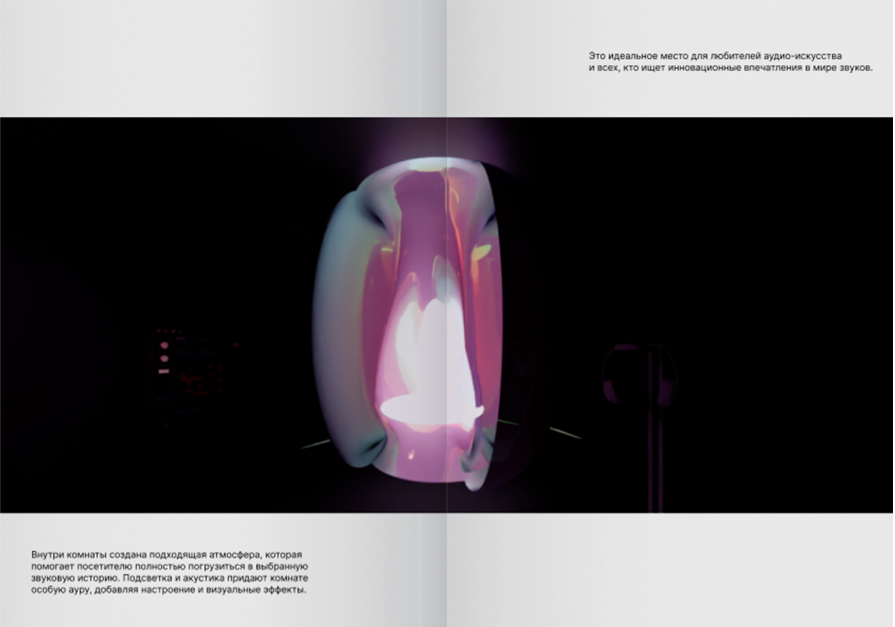 Это идеальное место для любителей аудио-искусства
и всех, кто ищет инновационные впечатления в мире звуков.
Внутри комнаты создана подходящая атмосфера, которая
помогает посетителю полностью погрузиться в выбранную
звуковую историю. Подсветка и акустика придают комнате
особую ауру, добавляя настроение и визуальные эффекты.